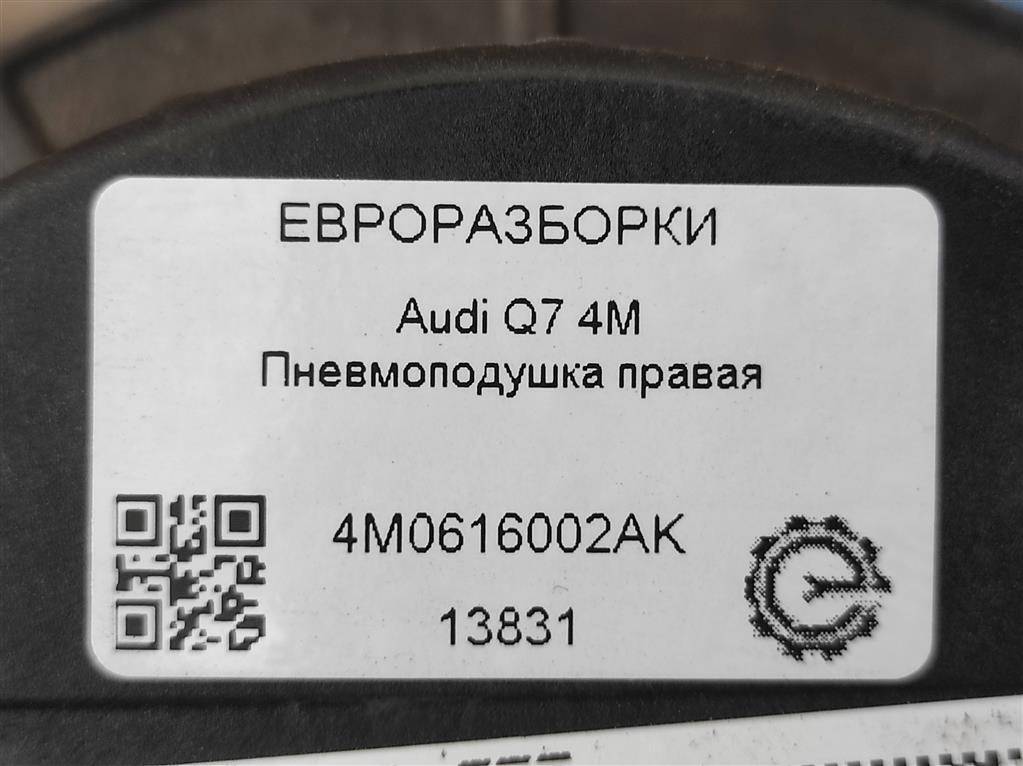 ЕВРОРАЗБОРКИ
Audi Q7 4M
Пневмоподушка правая
4M0616002AK
13831